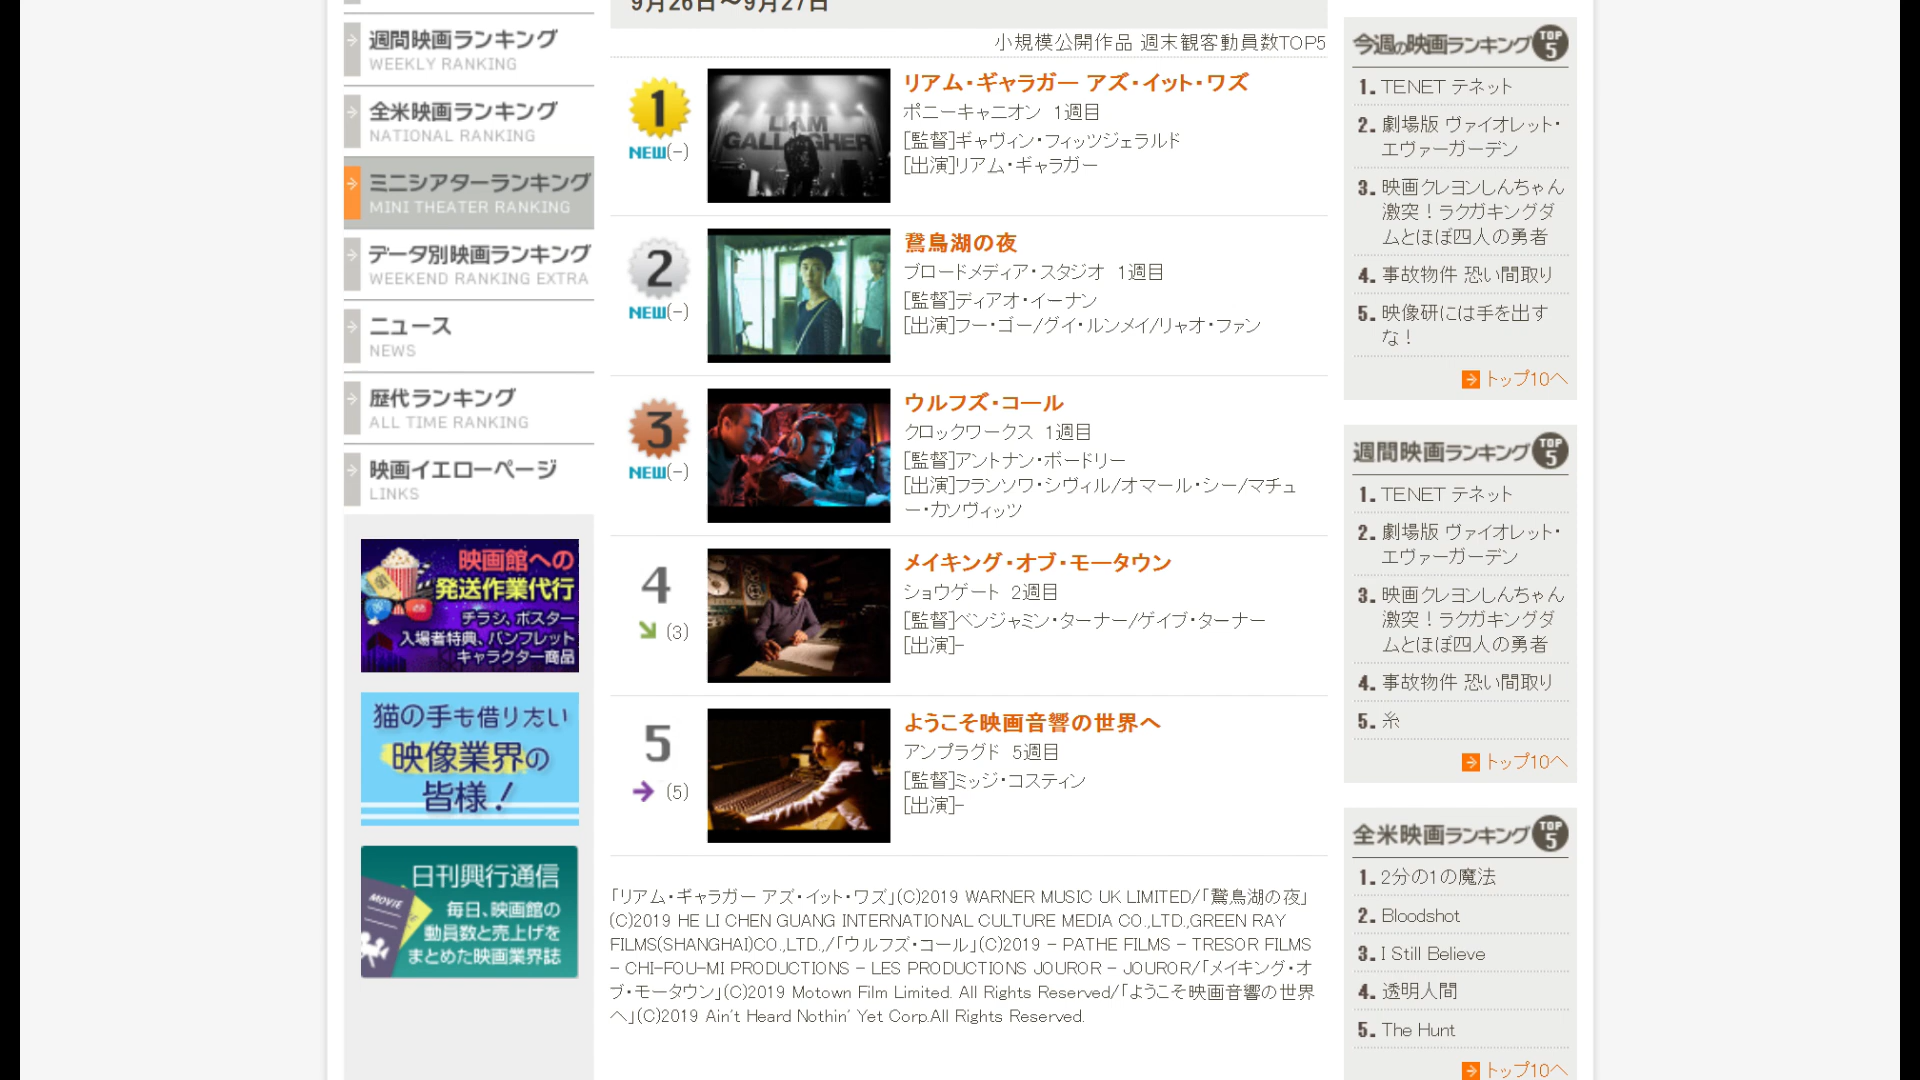 週間映画ランキング
WEEKLY RANKING
全米映画ランキング
NATIONAL RANKING
ミニシアターランキング
MINI THEATER RANKING
データ別映画ランキング
WEEKEND RANKING EXTRA
ニュース
NEWS
歴代ランキング
ALL TIME RANKING
映画イエローページ
LINKS
映画館への
発送作業代行
チラシ、ポスター
入場者特典、パンフレット
キャラクター商品
猫の手も借りたい
映像業界の
皆様！
日刊興行通信
MOVIE
毎日、映画館の
動員数と売上げを
まとめた映画業界誌
9月26日～9月27日
小規模公開作品 週末観客動員数TOP5
1
NEW(-)
LIAM
GALLAGHER
リアム・ギャラガー アズ・イット・ワズ
ポニーキャニオン 1週目
[監督]ギャヴィン・フィッツジェラルド
[出演]リアム・ギャラガー
2
NEW(-)
鵞鳥湖の夜
ブロードメディア・スタジオ 1週目
[監督]ディアオ・イーナン
[出演]フー・ゴー/グイ・ルンメイ/リャオ・ファン
3
NEW(-)
ウルフズ・コール
クロックワークス 1週目
[監督]アントナン・ボードリー
[出演]フランソワ・シヴィル/オマール・シー/マチュ
ー・カソヴィッツ
4
(3)
メイキング・オブ・モータウン
ショウゲート 2週目
[監督]ベンジャミン・ターナー/ゲイブ・ターナー
[出演]-
5
(5)
ようこそ映画音響の世界へ
アンプラグド 5週目
[監督]ミッジ・コスティン
[出演]-
「リアム・ギャラガー アズ・イット・ワズ」(C)2019 WARNER MUSIC UK LIMITED/「鵞鳥湖の夜」
(C)2019 HE LI CHEN GUANG INTERNATIONAL CULTURE MEDIA CO.,LTD.,GREEN RAY
FILMS(SHANGHAI)CO.,LTD.,/「ウルフズ・コール」(C)2019 - PATHE FILMS - TRESOR FILMS
- CHI-FOU-MI PRODUCTIONS - LES PRODUCTIONS JOUROR - JOUROR/「メイキング・オ
ブ・モータウン」(C)2019 Motown Film Limited. All Rights Reserved/「ようこそ映画音響の世界
へ」(C)2019 Ain't Heard Nothin' Yet Corp.All Rights Reserved.
今週の映画ランキング TOP 5
1. TENET テネット
2. 劇場版 ヴァイオレット・
エヴァーガーデン
3. 映画クレヨンしんちゃん
激突！ラクガキングダ
ムとほぼ四人の勇者
4. 事故物件 恐い間取り
5. 映像研には手を出す
な！
トップ10へ
週間映画ランキング TOP 5
1. TENET テネット
2. 劇場版 ヴァイオレット・
エヴァーガーデン
3. 映画クレヨンしんちゃん
激突！ラクガキングダ
ムとほぼ四人の勇者
4. 事故物件 恐い間取り
5. 糸
トップ10へ
全米映画ランキング TOP 5
1. 2分の1の魔法
2. Bloodshot
3. I Still Believe
4. 透明人間
5. The Hunt
トップ10へ